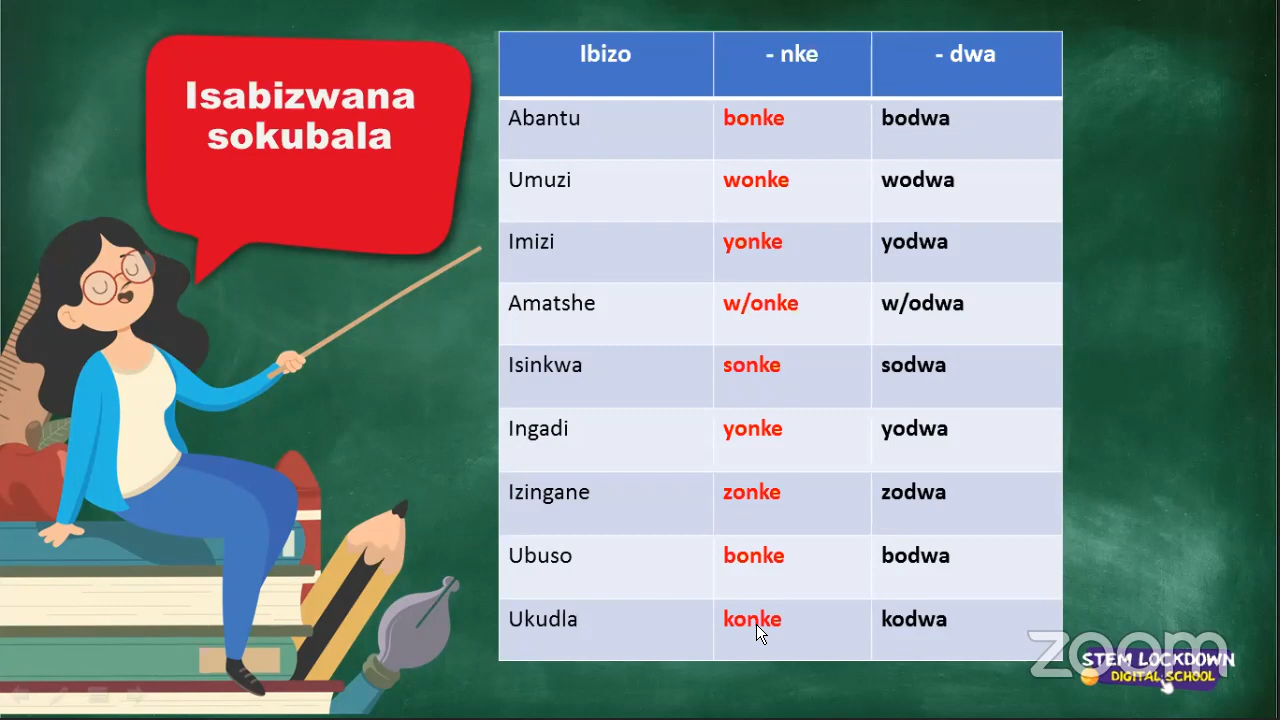 Isabizwana
sokubala
Ibizo - nke - dwa
Abantu bonke bodwa
Umuzi wonke wodwa
Imizi yonke yodwa
Amatshe w/onke w/odwa
Isinkwa sonke sodwa
Ingadi yonke yodwa
Izingane zonke zodwa
Ubuso bonke bodwa
Ukudla konke kodwa
zoom
STEM LOCKDOWN
DIGITAL SCHOOL